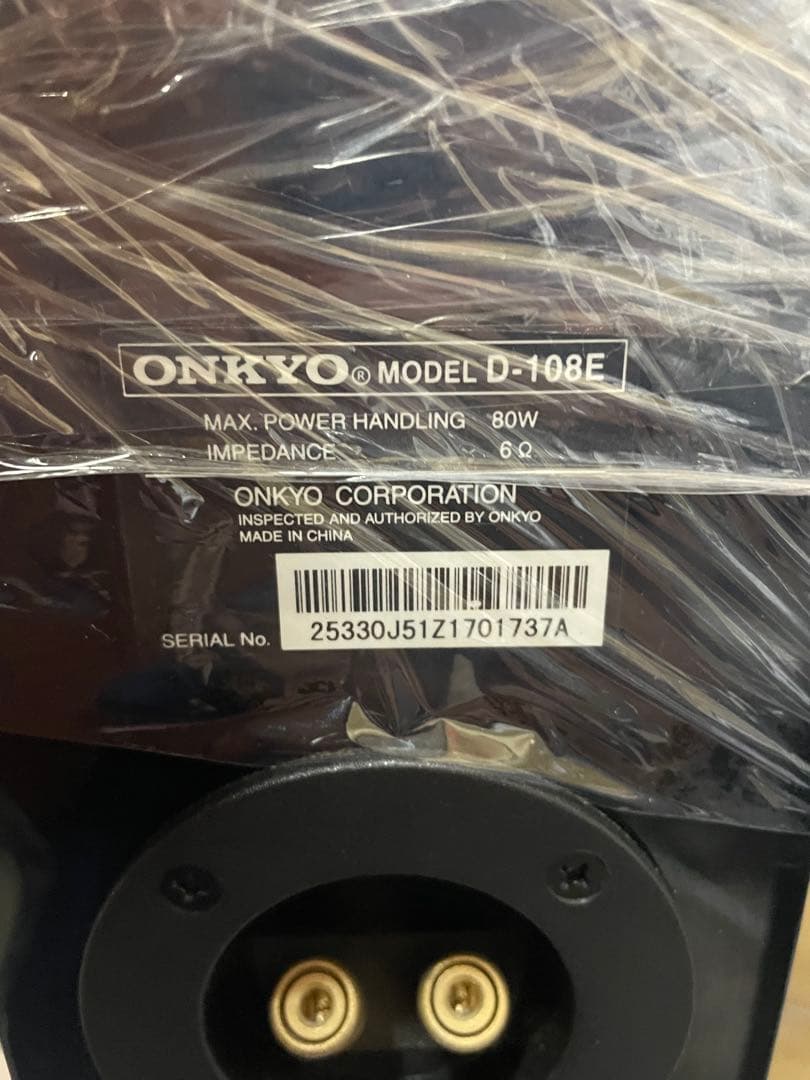 ONKYO® MODEL D-108E
MAX. POWER HANDLING 80W
IMPEDANCE 6Ω
ONKYO CORPORATION
INSPECTED AND AUTHORIZED BY ONKYO
MADE IN CHINA
SERIAL No. 25330J51Z1701737A